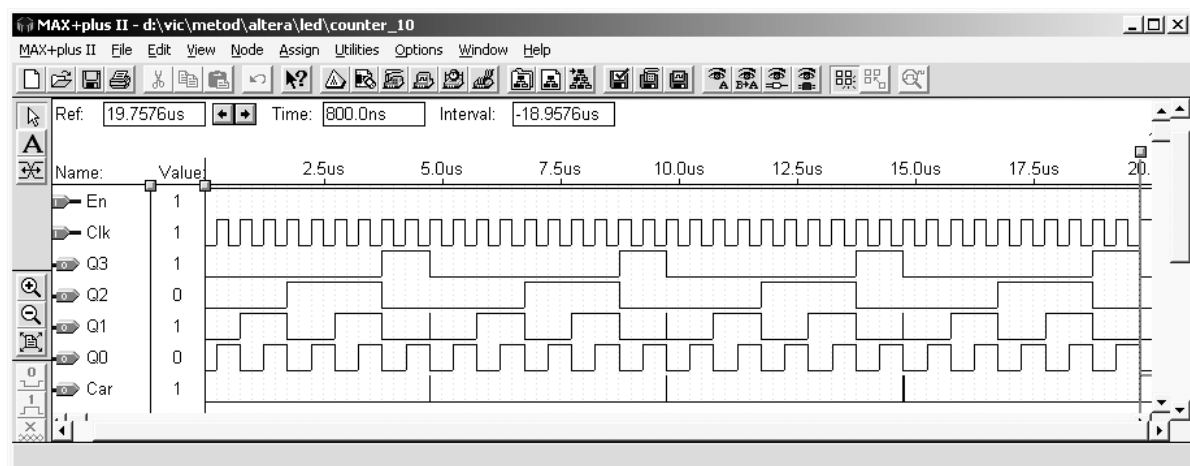 MAX+plus II - d:\vic\metod\altera\led\counter_10
MAX+plus II File Edit View Node Assign Utilities Options Window Help
Ref: 19.7576us Time: 800.0ns Interval: -18.9576us
A
2.5us 5.0us 7.5us 10.0us 12.5us 15.0us 17.5us 20.
Name: Value:
En 1
Clk 1
Q3 1
Q2 0
Q1 1
Q0 0
Car 1
0
1
X